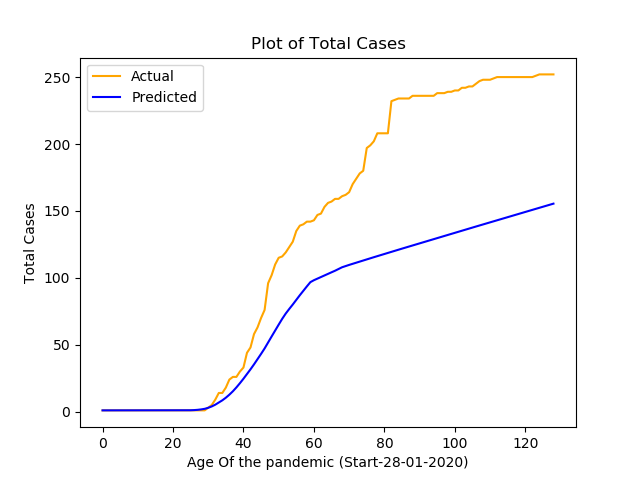 Plot of Total Cases
Actual
Predicted
Total Cases
250
200
150
100
50
0
0 20 40 60 80 100 120
Age Of the pandemic (Start-28-01-2020)